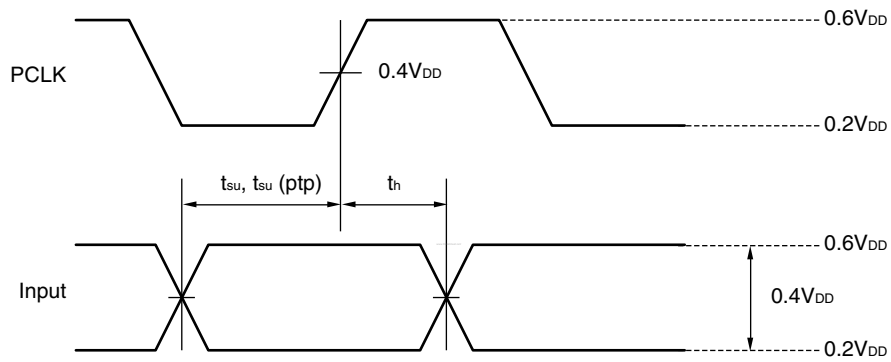 0.6VDD
PCLK
0.4VDD
0.2VDD
tsu, tsu (ptp)
th
0.6VDD
Input
0.4VDD
0.2VDD